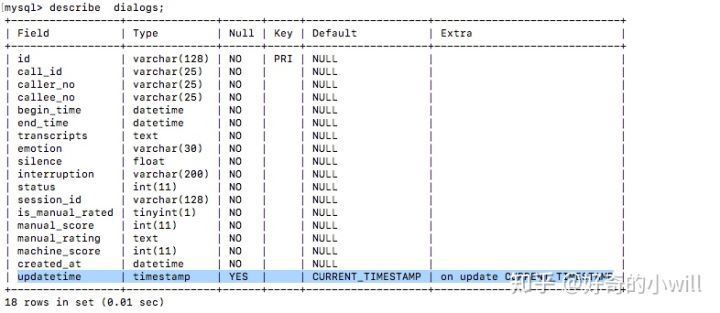 mysql> describe  dialogs;
| Field | Type | Null | Key | Default | Extra |
| id | varchar(128) | NO | PRI | NULL | |
| call_id | varchar(25) | NO | | NULL | |
| caller_no | varchar(25) | NO | | NULL | |
| callee_no | varchar(25) | NO | | NULL | |
| begin_time | datetime | NO | | NULL | |
| end_time | datetime | NO | | NULL | |
| transcripts | text | NO | | NULL | |
| emotion | varchar(30) | NO | | NULL | |
| silence | float | NO | | NULL | |
| interruption | varchar(200) | NO | | NULL | |
| status | int(11) | NO | | NULL | |
| session_id | varchar(128) | NO | | NULL | |
| is_manual_rated | tinyint(1) | NO | | NULL | |
| manual_score | int(11) | NO | | NULL | |
| manual_rating | text | NO | | NULL | |
| machine_score | int(11) | NO | | NULL | |
| created_at | datetime | NO | | NULL | |
| updatetime | timestamp | YES | | CURRENT_TIMESTAMP | on update CURRENT_TIMESTAMP |
18 rows in set (0.01 sec)
知乎 @好奇的小will